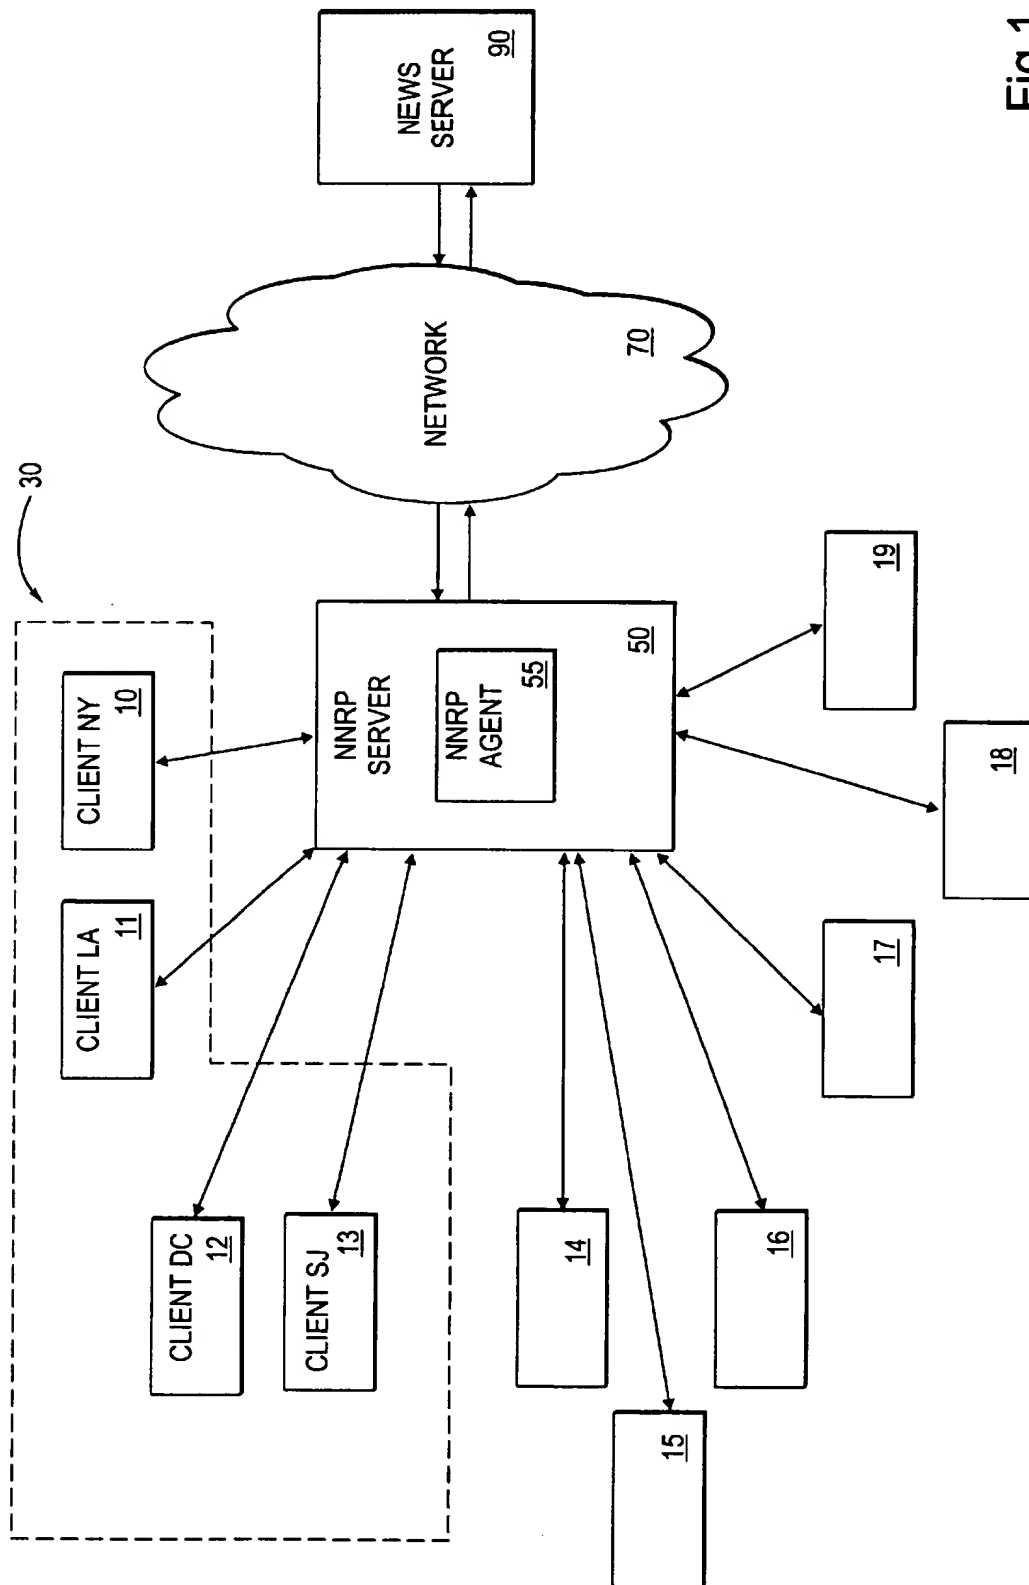 30
CLIENT NY
10
CLIENT LA
11
CLIENT DC
12
CLIENT SJ
13
14
15
16
17
18
19
NNRP
SERVER
50
NNRP
AGENT
55
NETWORK
70
NEWS
SERVER
90
Fig.1